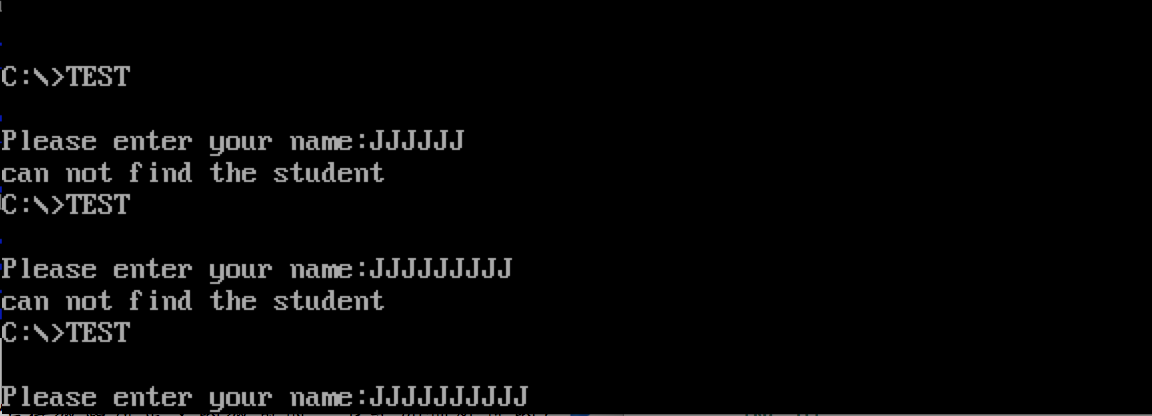 C:\>TEST
Please enter your name:JJJJJJ
can not find the student
C:\>TEST
Please enter your name:JJJJJJJJJ
can not find the student
C:\>TEST
Please enter your name:JJJJJJJJJJ